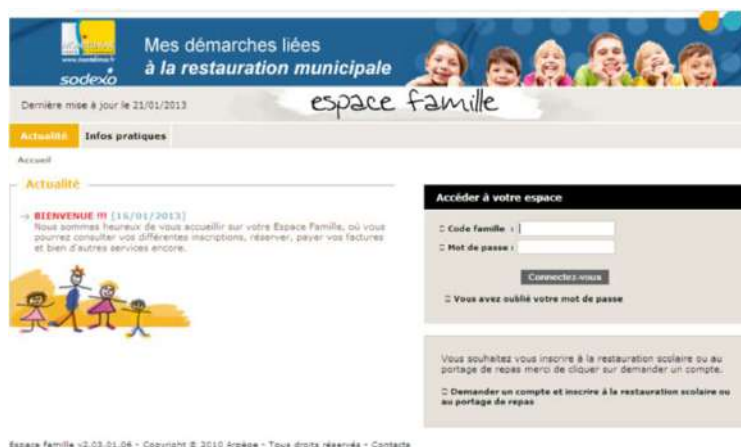 Mes démarches liées
à la restauration municipale
sodexo
espace famille
Dernière mise à jour le 21/01/2013
Actualité Infos pratiques
Accueil
Actualité
BIENVENUE !!! [16/01/2013]
Nous sommes heureux de vous accueillir sur votre Espace Famille, où vous
pourrez consulter vos différentes inscriptions, réserver, payer vos factures
et bien d'autres services encore.
Accéder à votre espace
Code famille :
Mot de passe :
Connectez-vous
Vous avez oublié votre mot de passe
Vous souhaitez vous inscrire à la restauration scolaire ou au
portage de repas merci de cliquer sur demander un compte.
Demander un compte et inscrire à la restauration scolaire ou
au portage de repas
Espace famille v2.03.01.06 - Copyright © 2010 Arpège - Tous droits réservés - Contacts